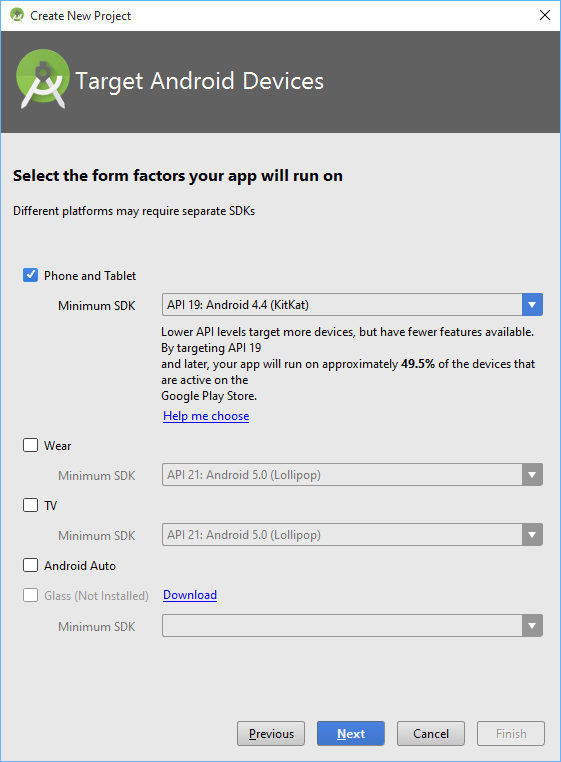 Create New Project
Target Android Devices
Select the form factors your app will run on
Different platforms may require separate SDKs
Phone and Tablet
Minimum SDK API 19: Android 4.4 (KitKat)
Lower API levels target more devices, but have fewer features available.
By targeting API 19
and later, your app will run on approximately 49.5% of the devices that
are active on the
Google Play Store.
Help me choose
Wear
Minimum SDK API 21: Android 5.0 (Lollipop)
TV
Minimum SDK API 21: Android 5.0 (Lollipop)
Android Auto
Glass (Not Installed) Download
Minimum SDK
Previous Next Cancel Finish